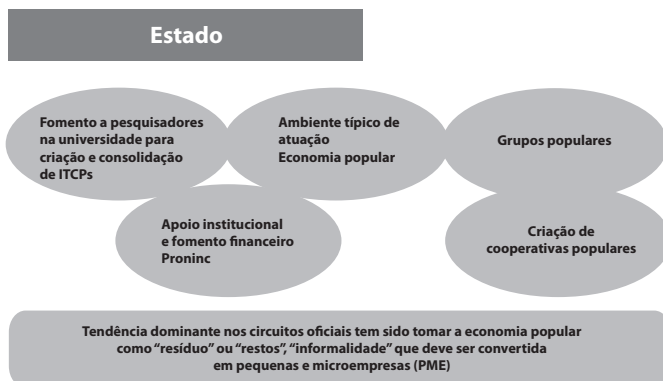 Estado
Fomento a pesquisadores
na universidade para
criação e consolidação
de ITCPs
Ambiente típico de
atuação
Economia popular
Grupos populares
Apoio institucional
e fomento financeiro
Proninc
Criação de
cooperativas populares
Tendência dominante nos circuitos oficiais tem sido tomar a economia popular
como “resíduo” ou “restos”, “informalidade” que deve ser convertida
em pequenas e microempresas (PME)